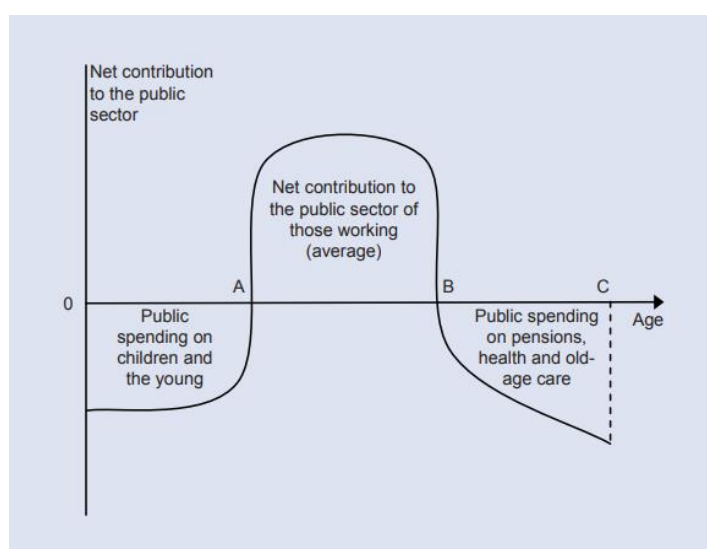 Net contribution
to the public
sector
Net contribution to
the public sector of
those working
(average)
A
B
C
0
Age
Public
spending on
children and
the young
Public spending
on pensions,
health and old-
age care